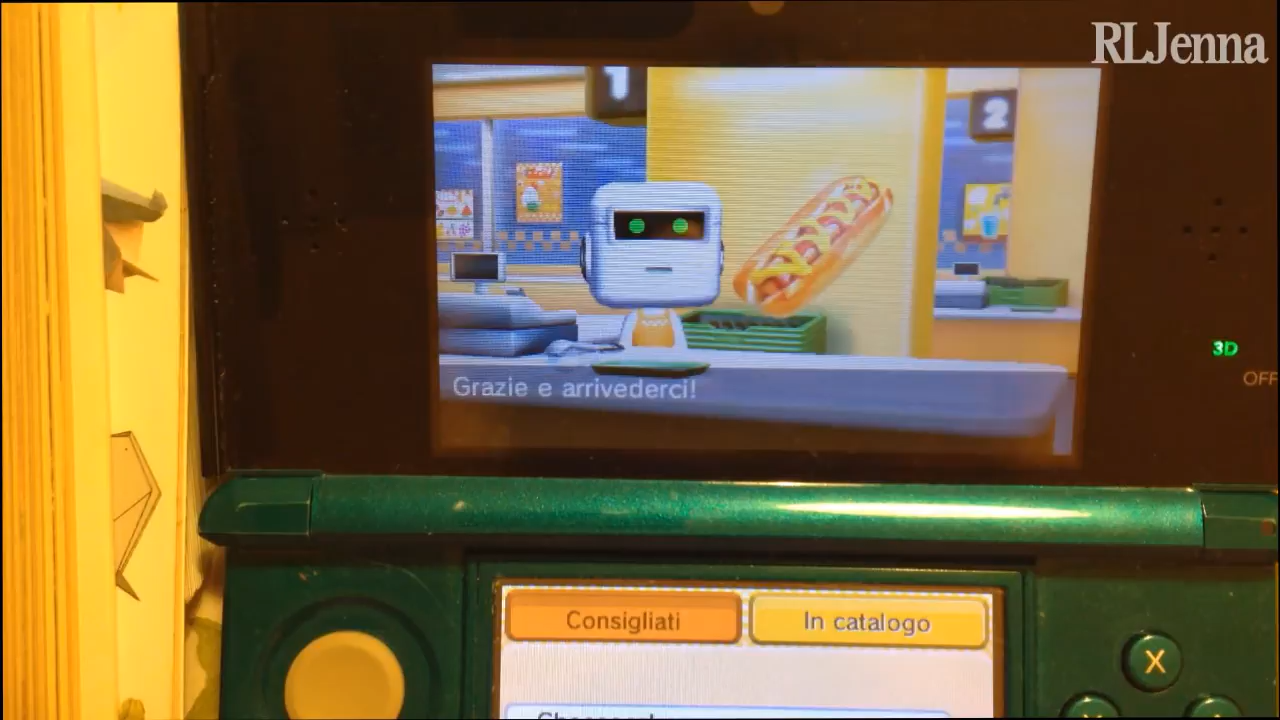 RLJenna
1
2
Grazie e arrivederci!
3D
OFF
Consigliati
In catalogo
X